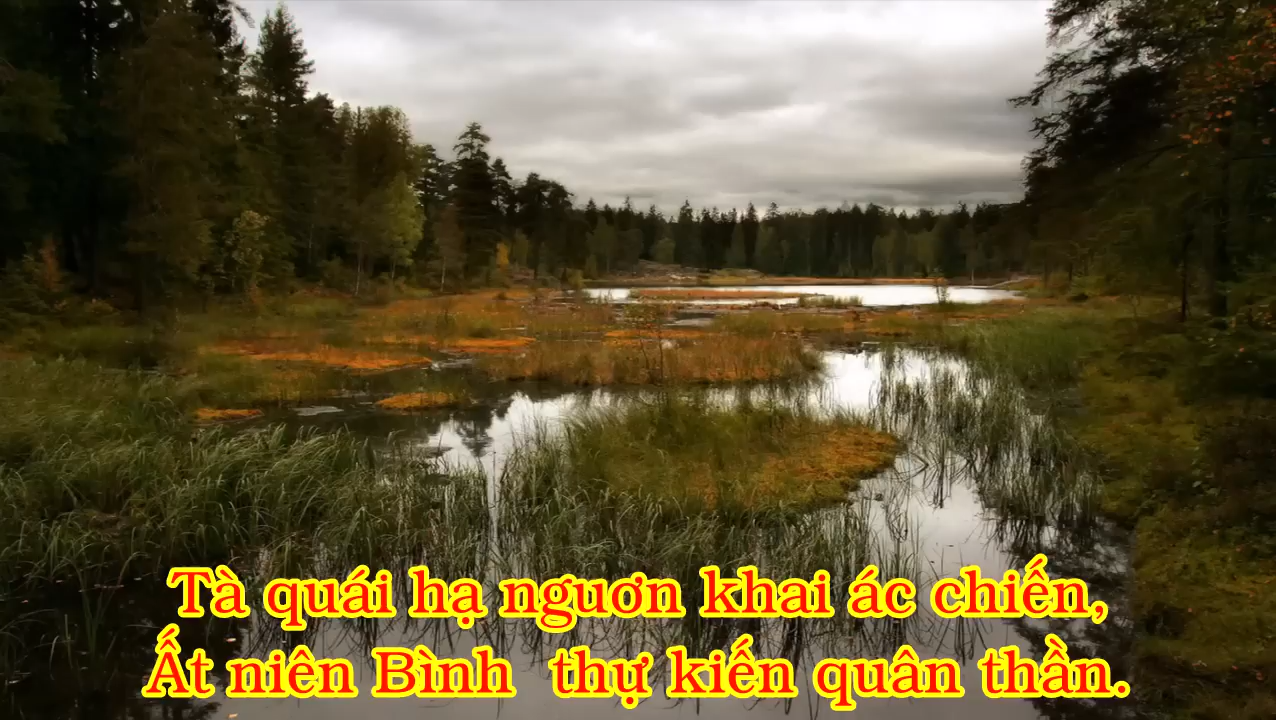 Tà quái hạ nguơn khai ác chiến,
Ất niên Bình thự kiến quân thần.